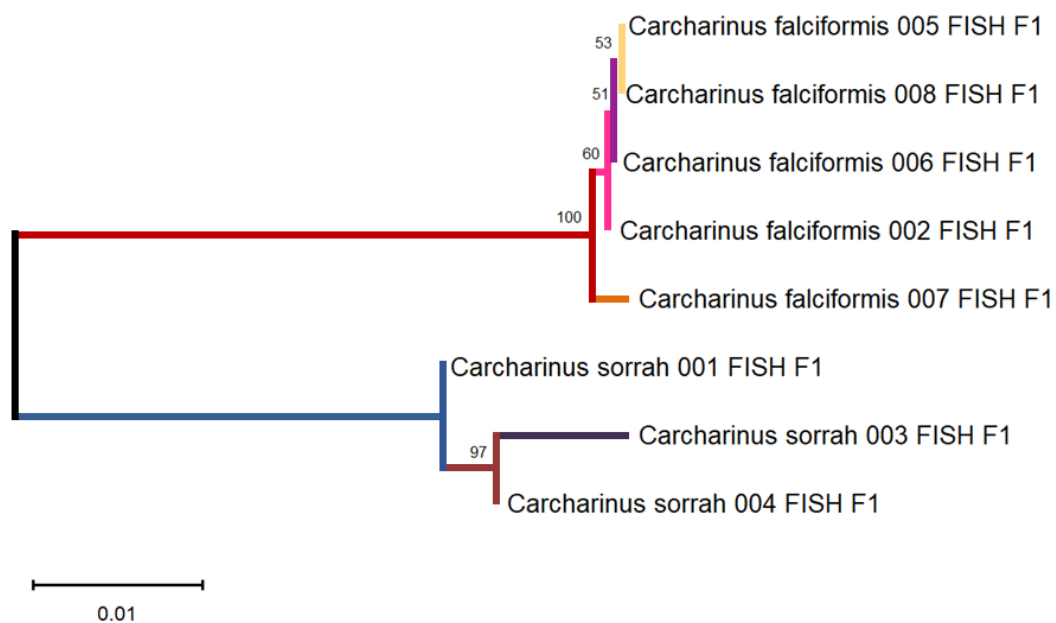 53
Carcharinus falciformis 005 FISH F1
51
Carcharinus falciformis 008 FISH F1
60
Carcharinus falciformis 006 FISH F1
100
Carcharinus falciformis 002 FISH F1
Carcharinus falciformis 007 FISH F1
Carcharinus sorrah 001 FISH F1
Carcharinus sorrah 003 FISH F1
97
Carcharinus sorrah 004 FISH F1
0.01